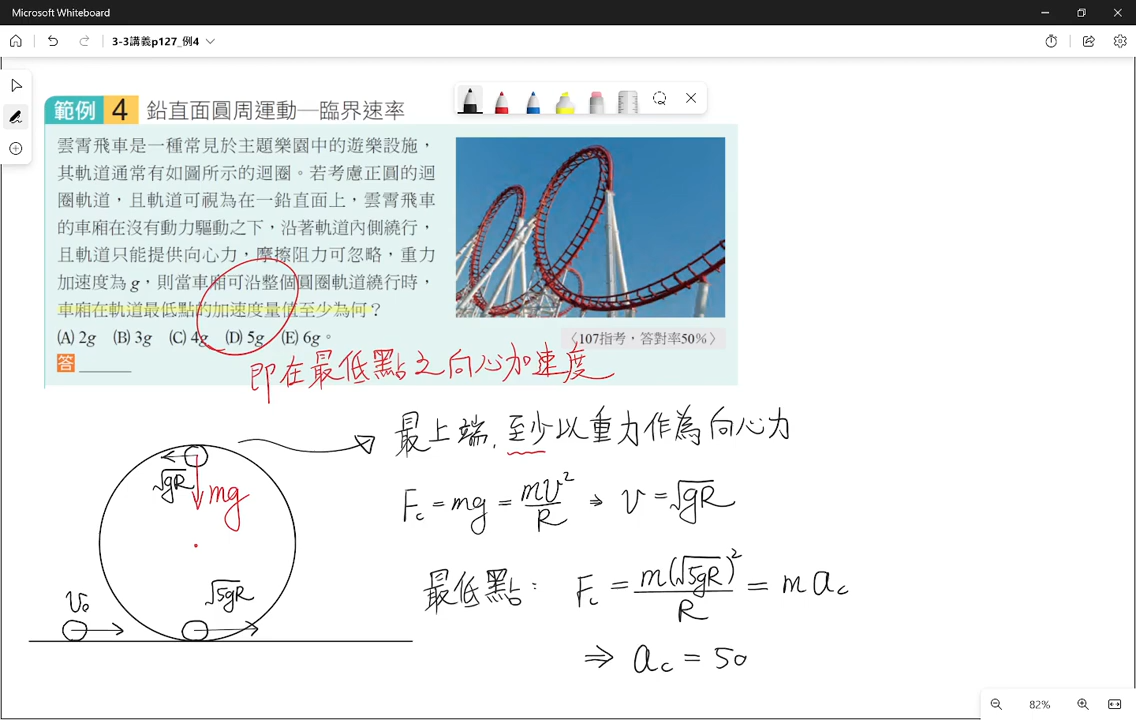 Microsoft Whiteboard
3-3講義p127_例4
範例 4 鉛直面圓周運動─臨界速率
雲霄飛車是一種常見於主題樂園中的遊樂設施，
其軌道通常有如圖所示的迴圈。若考慮正圓的迴
圈軌道，且軌道可視為在一鉛直面上，雲霄飛車
的車廂在沒有動力驅動之下，沿著軌道內側繞行，
且軌道只能提供向心力，摩擦阻力可忽略，重力
加速度為 g，則當車廂可沿整個圓圈軌道繞行時，
車廂在軌道最低點的加速度量值至少為何？
(A) 2g (B) 3g (C) 4g (D) 5g (E) 6g。
〈107指考，答對率50%〉
答
即在最低點之向心加速度
最上端, 至少以重力作為向心力
√gR
mg
Fc = mg = mv²/R ⇒ v = √gR
最低點： Fc = m(√5gR)²/R = m ac
√5gR
V₀
⇒ ac = 50
82%